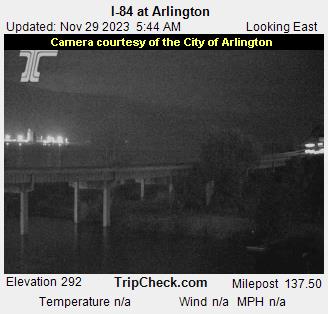 I-84 at Arlington
Updated: Nov 29 2023 5:44 AM Looking East
Camera courtesy of the City of Arlington
Elevation 292 TripCheck.com Milepost 137.50
Temperature n/a Wind n/a MPH n/a